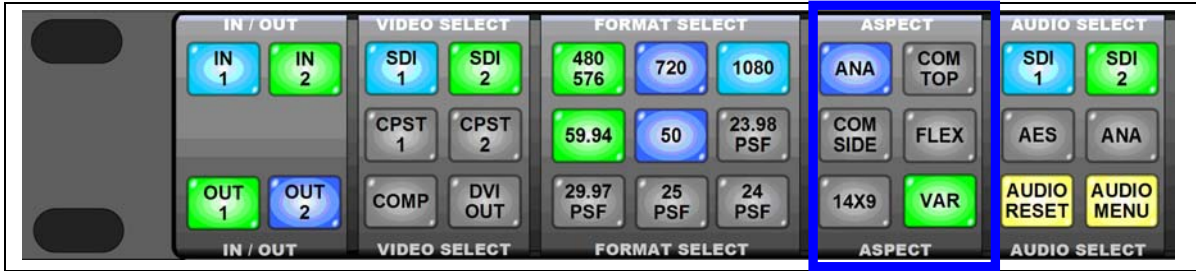 IN / OUT
IN 1
IN 2
OUT 1
OUT 2
IN / OUT
VIDEO SELECT
SDI 1
SDI 2
CPST 1
CPST 2
COMP
DVI OUT
VIDEO SELECT
FORMAT SELECT
480 576
720
1080
59.94
50
23.98 PSF
29.97 PSF
25 PSF
24 PSF
FORMAT SELECT
ASPECT
ANA
COM TOP
COM SIDE
FLEX
14X9
VAR
ASPECT
AUDIO SELECT
SDI 1
SDI 2
AES
ANA
AUDIO RESET
AUDIO MENU
AUDIO SELECT